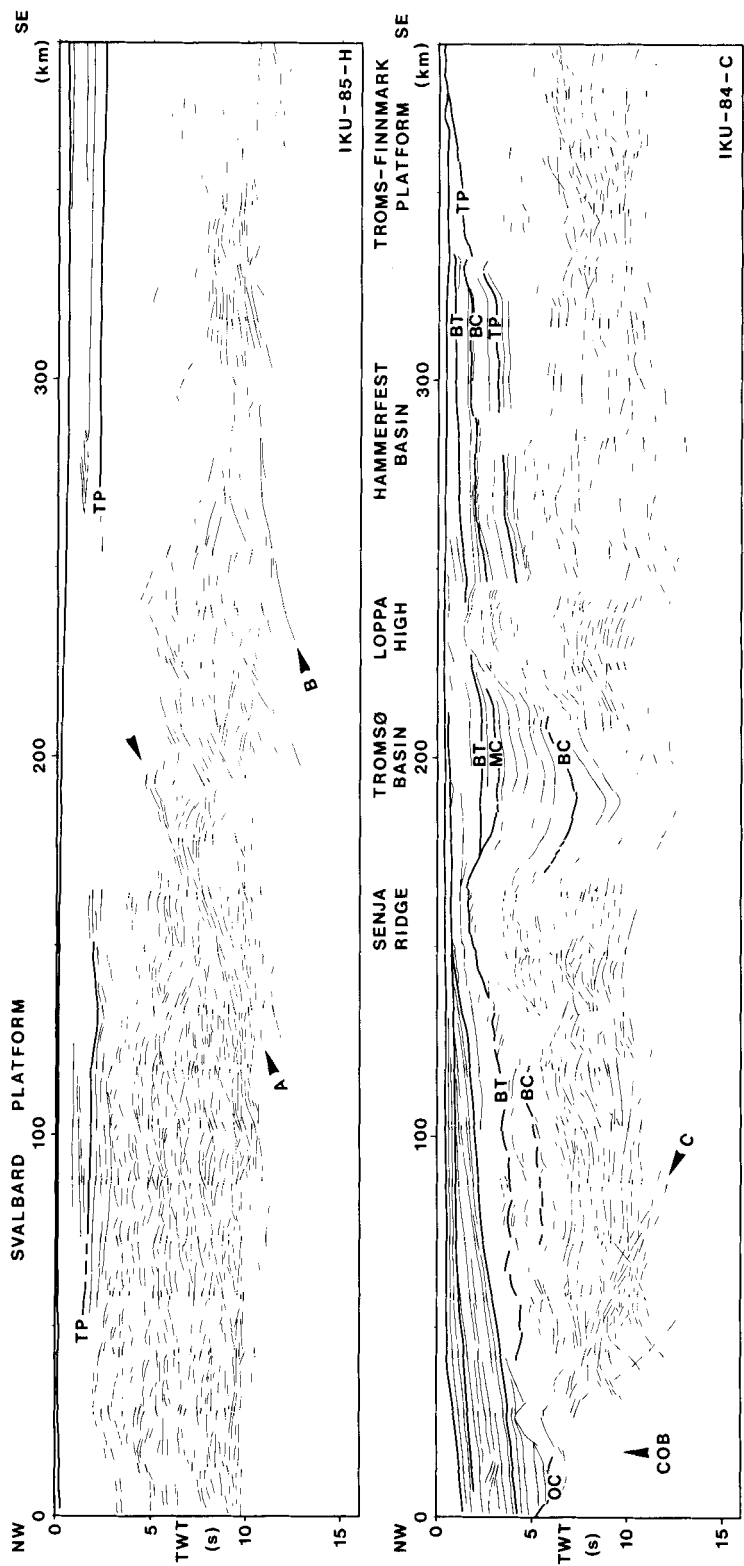 SVALBARD PLATFORM
NW
SE
0
100
200
300
(km)
0
5
10
15
TWT
(s)
TP
TP
A
B
IKU-85-H
SENJA
RIDGE
TROMSØ
BASIN
LOPPA
HIGH
HAMMERFEST
BASIN
TROMS-FINNMARK
PLATFORM
NW
SE
0
100
200
300
(km)
0
5
10
15
TWT
(s)
OC
COB
BT
BC
C
BT
MC
BC
BT
BC
TP
TP
IKU-84-C